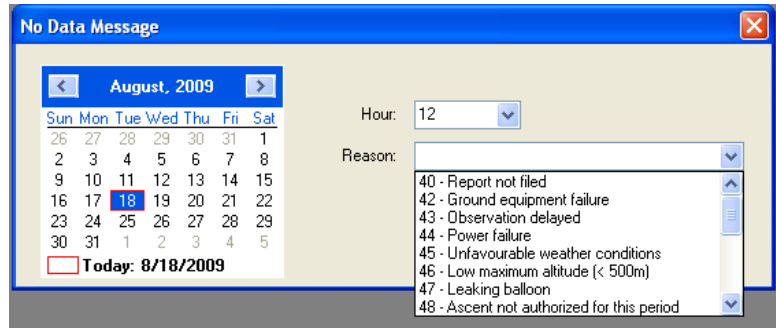 No Data Message
August, 2009
Sun Mon Tue Wed Thu Fri Sat
26 27 28 29 30 31 1
2 3 4 5 6 7 8
9 10 11 12 13 14 15
16 17 18 19 20 21 22
23 24 25 26 27 28 29
30 31 1 2 3 4 5
Today: 8/18/2009
Hour: 12
Reason:
40 - Report not filed
42 - Ground equipment failure
43 - Observation delayed
44 - Power failure
45 - Unfavourable weather conditions
46 - Low maximum altitude (< 500m)
47 - Leaking balloon
48 - Ascent not authorized for this period